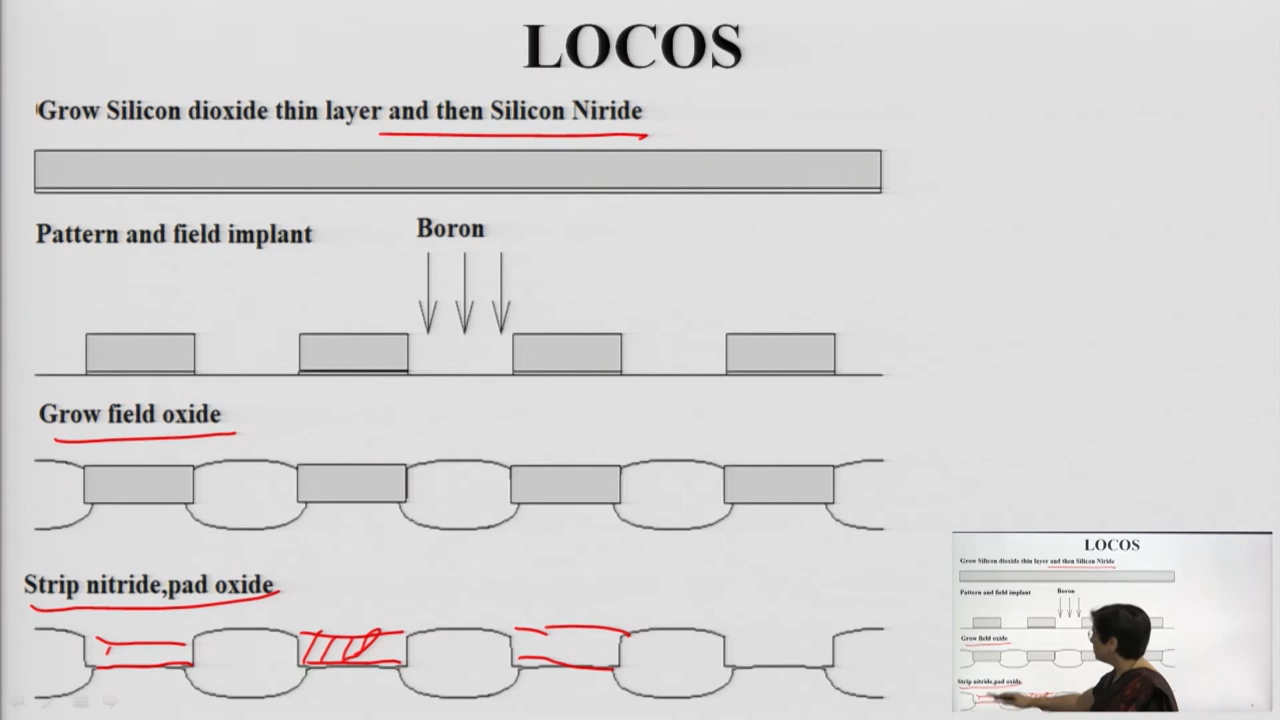 LOCOS
Grow Silicon dioxide thin layer and then Silicon Niride
Pattern and field implant
Boron
Grow field oxide
Strip nitride,pad oxide
LOCOS
Grow Silicon dioxide thin layer and then Silicon Niride
Pattern and field implant
Boron
Grow field oxide
Strip nitride,pad oxide